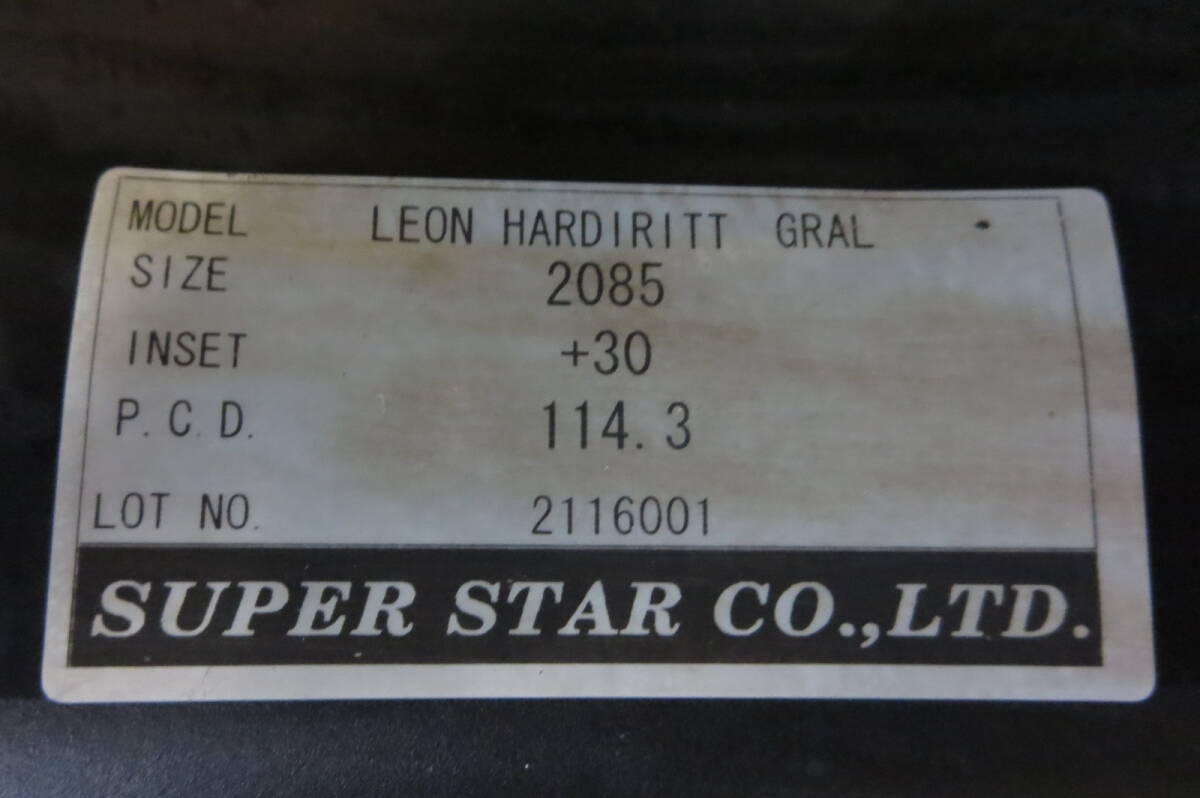 MODEL LEON HARDIRITT GRAL
SIZE 2085
INSET +30
P.C.D. 114.3
LOT NO. 2116001
SUPER STAR CO.,LTD.